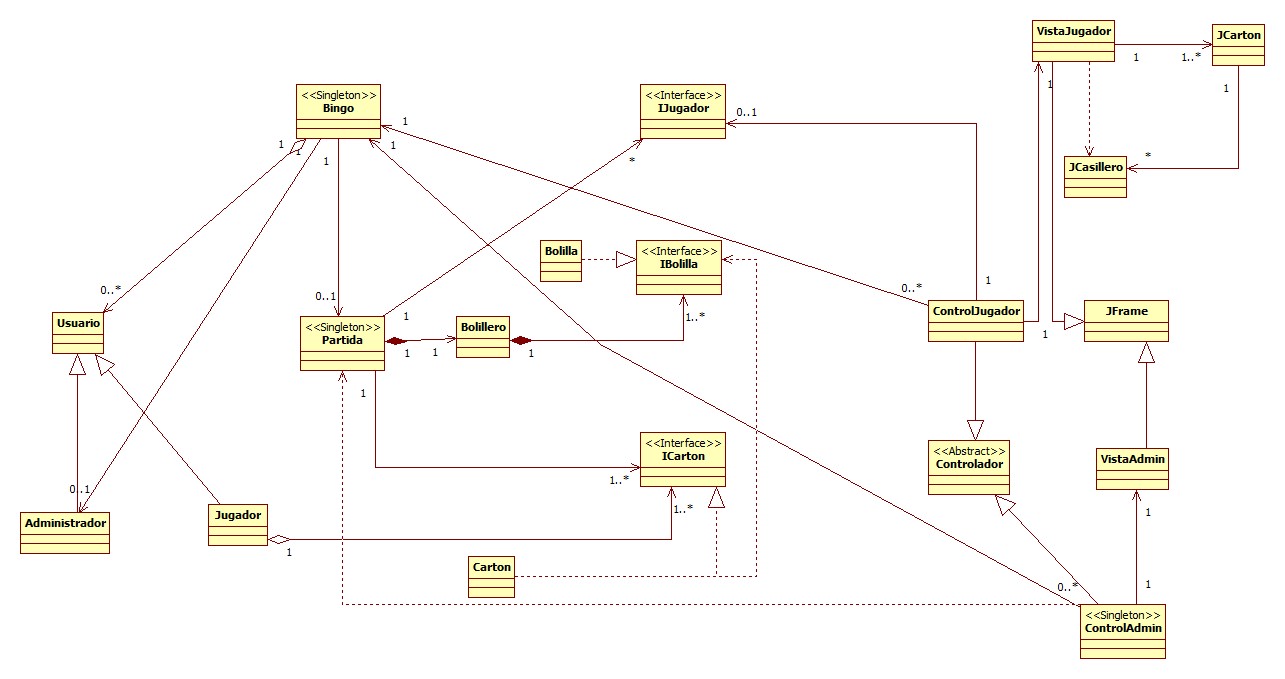 VistaJugador
JCarton
1
1..*
1
1
<<Singleton>>
Bingo
<<Interface>>
IJugador
1
0..1
1
1
1
1
*
*
JCasillero
Bolilla
<<Interface>>
IBolilla
0..*
0..1
0..*
1
1
1..*
Usuario
<<Singleton>>
Partida
Bolillero
1
1
1
ControlJugador
1
JFrame
1
<<Interface>>
ICarton
<<Abstract>>
Controlador
VistaAdmin
1..*
0..1
1..*
1
Administrador
Jugador
1
Carton
0..*
1
<<Singleton>>
ControlAdmin